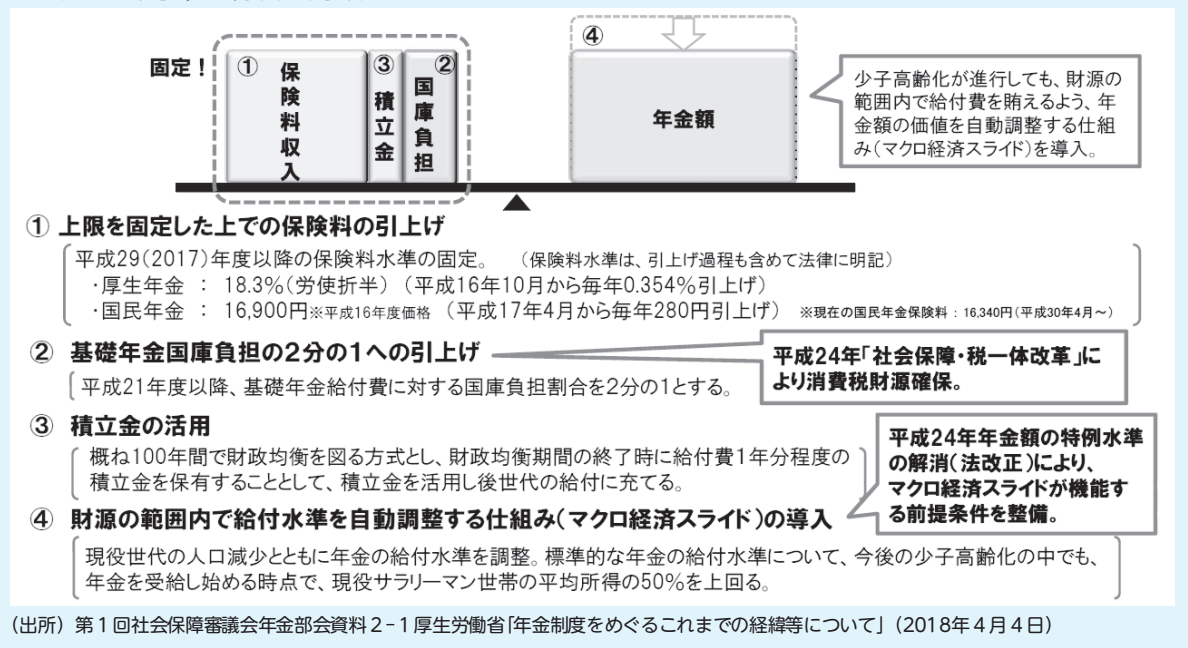 固定！
① 保険料収入
③ 積立金
② 国庫負担
④
年金額
少子高齢化が進行しても、財源の
範囲内で給付費を賄えるよう、年
金額の価値を自動調整する仕組
み（マクロ経済スライド）を導入。
① 上限を固定した上での保険料の引上げ
平成29（2017）年度以降の保険料水準の固定。 （保険料水準は、引上げ過程も含めて法律に明記）
・厚生年金 ： 18.3%（労使折半） （平成16年10月から毎年0.354%引上げ）
・国民年金 ： 16,900円※平成16年度価格 （平成17年4月から毎年280円引上げ） ※現在の国民年金保険料：16,340円（平成30年4月～）
② 基礎年金国庫負担の2分の1への引上げ
平成21年度以降、基礎年金給付費に対する国庫負担割合を2分の1とする。
平成24年「社会保障・税一体改革」に
より消費税財源確保。
③ 積立金の活用
概ね100年間で財政均衡を図る方式とし、財政均衡期間の終了時に給付費1年分程度の
積立金を保有することとして、積立金を活用し後世代の給付に充てる。
平成24年年金額の特例水準
の解消（法改正）により、
マクロ経済スライドが機能す
る前提条件を整備。
④ 財源の範囲内で給付水準を自動調整する仕組み（マクロ経済スライド）の導入
現役世代の人口減少とともに年金の給付水準を調整。標準的な年金の給付水準について、今後の少子高齢化の中でも、
年金を受給し始める時点で、現役サラリーマン世帯の平均所得の50%を上回る。
（出所）第1回社会保障審議会年金部会資料2-1厚生労働省「年金制度をめぐるこれまでの経緯等について」（2018年4月4日）